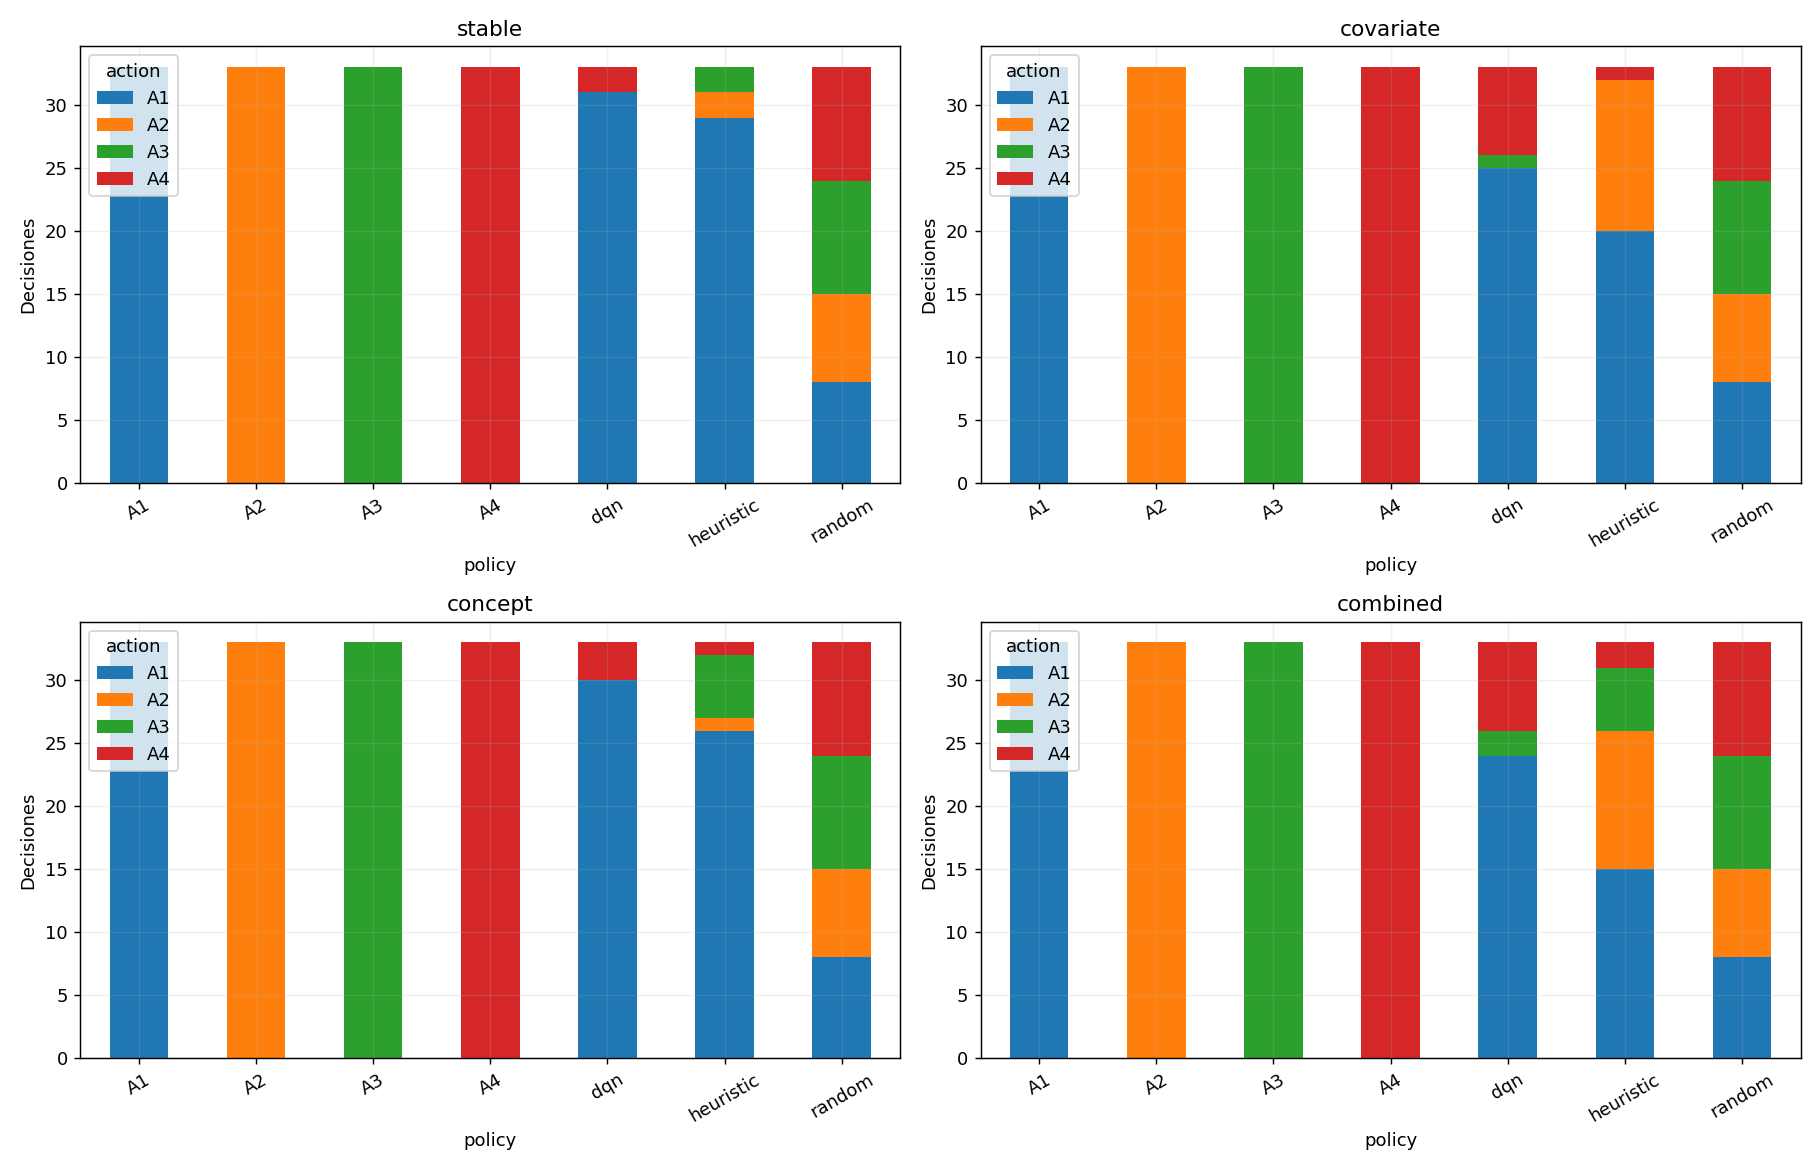 stable
action
A1
A2
A3
A4
30
25
20
15
10
5
0
Decisiones
A1 A2 A3 A4 dqn heuristic random
policy
covariate
action
A1
A2
A3
A4
30
25
20
15
10
5
0
Decisiones
A1 A2 A3 A4 dqn heuristic random
policy
concept
action
A1
A2
A3
A4
30
25
20
15
10
5
0
Decisiones
A1 A2 A3 A4 dqn heuristic random
policy
combined
action
A1
A2
A3
A4
30
25
20
15
10
5
0
Decisiones
A1 A2 A3 A4 dqn heuristic random
policy